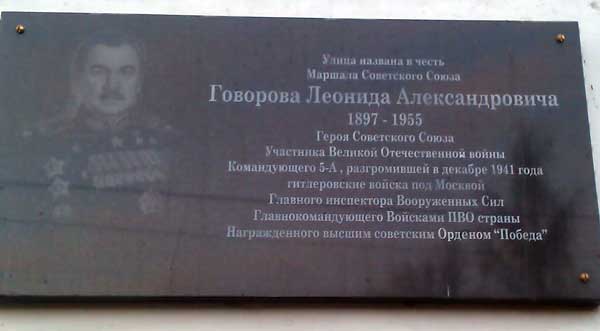 Улица названа в честь
Маршала Советского Союза
Говорова Леонида Александровича
1897 - 1955
Героя Советского Союза
Участника Великой Отечественной войны
Командующего 5-А , разгромившей в декабре 1941 года
гитлеровские войска под Москвой
Главного инспектора Вооруженных Сил
Главнокомандующего Войсками ПВО страны
Награжденного высшим советским Орденом “Победа”